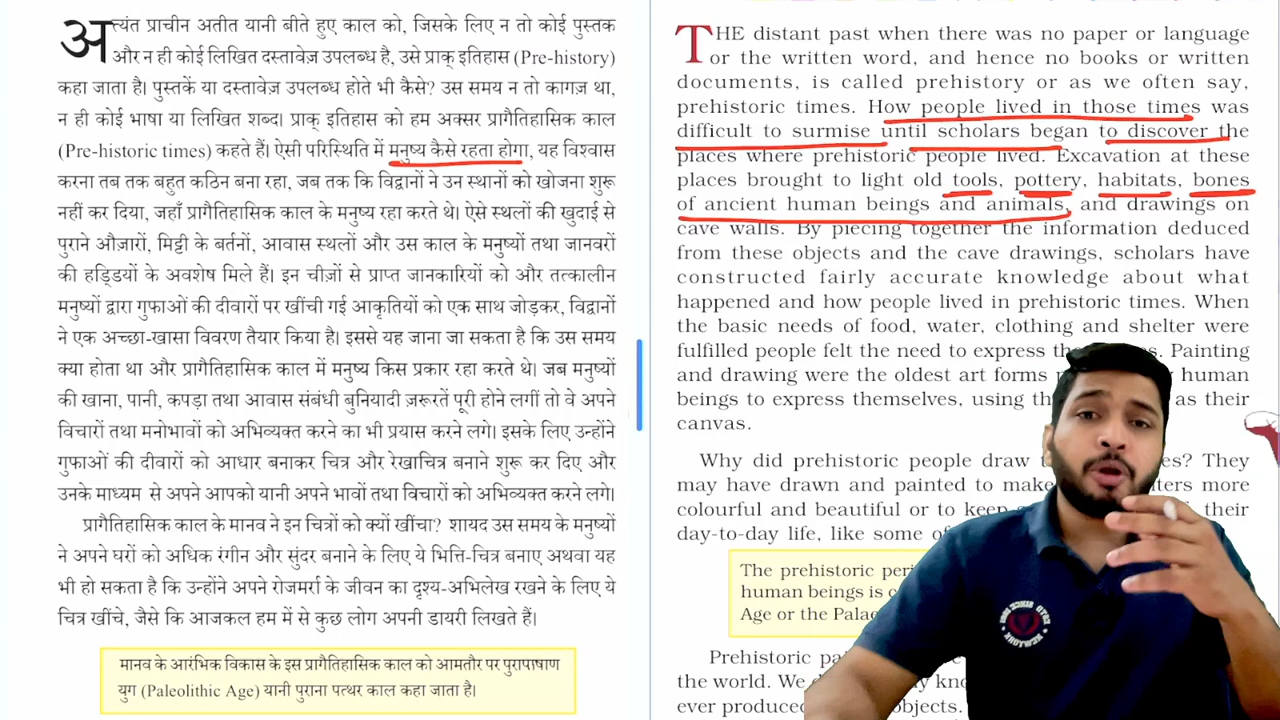 अत्यंत प्राचीन अतीत यानी बीते हुए काल को, जिसके लिए न तो कोई पुस्तक
और न ही कोई लिखित दस्तावेज़ उपलब्ध है, उसे प्राक् इतिहास (Pre-history)
कहा जाता है। पुस्तकें या दस्तावेज़ उपलब्ध होते भी कैसे? उस समय न तो कागज़ था,
न ही कोई भाषा या लिखित शब्द। प्राक् इतिहास को हम अक्सर प्रागैतिहासिक काल
(Pre-historic times) कहते हैं। ऐसी परिस्थिति में मनुष्य कैसे रहता होगा, यह विश्वास
करना तब तक बहुत कठिन बना रहा, जब तक कि विद्वानों ने उन स्थानों को खोजना शुरू
नहीं कर दिया, जहाँ प्रागैतिहासिक काल के मनुष्य रहा करते थे। ऐसे स्थलों की खुदाई से
पुराने औज़ारों, मिट्टी के बर्तनों, आवास स्थलों और उस काल के मनुष्यों तथा जानवरों
की हड्डियों के अवशेष मिले हैं। इन चीज़ों से प्राप्त जानकारियों को और तत्कालीन
मनुष्यों द्वारा गुफाओं की दीवारों पर खींची गई आकृतियों को एक साथ जोड़कर, विद्वानों
ने एक अच्छा-खासा विवरण तैयार किया है। इससे यह जाना जा सकता है कि उस समय
क्या होता था और प्रागैतिहासिक काल में मनुष्य किस प्रकार रहा करते थे। जब मनुष्यों
की खाना, पानी, कपड़ा तथा आवास संबंधी बुनियादी ज़रूरतें पूरी होने लगीं तो वे अपने
विचारों तथा मनोभावों को अभिव्यक्त करने का भी प्रयास करने लगे। इसके लिए उन्होंने
गुफाओं की दीवारों को आधार बनाकर चित्र और रेखाचित्र बनाने शुरू कर दिए और
उनके माध्यम से अपने आपको यानी अपने भावों तथा विचारों को अभिव्यक्त करने लगे।
प्रागैतिहासिक काल के मानव ने इन चित्रों को क्यों खींचा? शायद उस समय के मनुष्यों
ने अपने घरों को अधिक रंगीन और सुंदर बनाने के लिए ये भित्ति-चित्र बनाए अथवा यह
भी हो सकता है कि उन्होंने अपने रोजमर्रा के जीवन का दृश्य-अभिलेख रखने के लिए ये
चित्र खींचे, जैसे कि आजकल हम में से कुछ लोग अपनी डायरी लिखते हैं।
मानव के आरंभिक विकास के इस प्रागैतिहासिक काल को आमतौर पर पुरापाषाण
युग (Paleolithic Age) यानी पुराना पत्थर काल कहा जाता है।
THE distant past when there was no paper or language
or the written word, and hence no books or written
documents, is called prehistory or as we often say,
prehistoric times. How people lived in those times was
difficult to surmise until scholars began to discover the
places where prehistoric people lived. Excavation at these
places brought to light old tools, pottery, habitats, bones
of ancient human beings and animals, and drawings on
cave walls. By piecing together the information deduced
from these objects and the cave drawings, scholars have
constructed fairly accurate knowledge about what
happened and how people lived in prehistoric times. When
the basic needs of food, water, clothing and shelter were
fulfilled people felt the need to express . Painting
and drawing were the oldest art forms human
beings to express themselves, using as their
canvas.
Why did prehistoric people draw ? They
may have drawn and painted to make more
colourful and beautiful or to keep their
day-to-day life, like some
The prehistoric
human beings is
Age or the
Prehistoric
the world. We
ever produced objects.